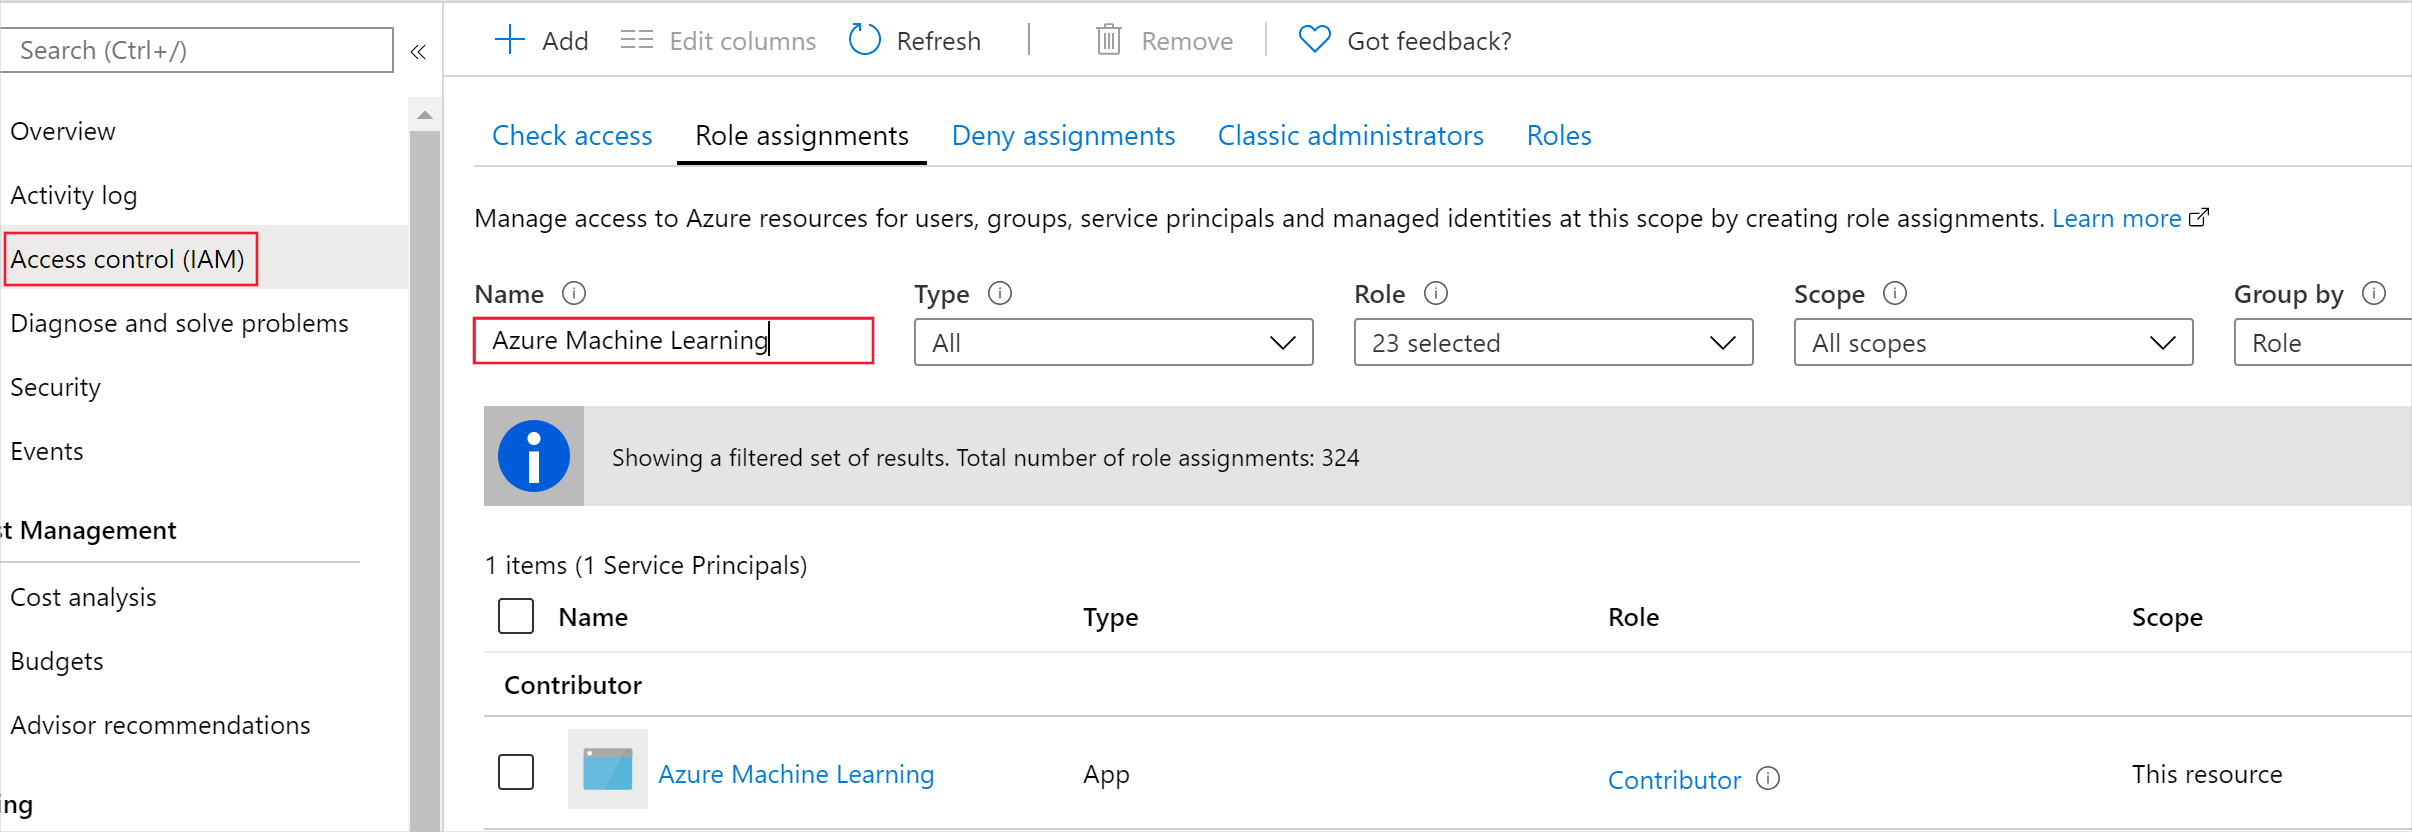 Search (Ctrl+/)
«
Overview
Activity log
Access control (IAM)
Diagnose and solve problems
Security
Events
st Management
Cost analysis
Budgets
Advisor recommendations
ing
Add Edit columns Refresh Remove Got feedback?
Check access Role assignments Deny assignments Classic administrators Roles
Manage access to Azure resources for users, groups, service principals and managed identities at this scope by creating role assignments. Learn more
Name Type Role Scope Group by
Azure Machine Learning All 23 selected All scopes Role
Showing a filtered set of results. Total number of role assignments: 324
1 items (1 Service Principals)
Name Type Role Scope
Contributor
Azure Machine Learning App Contributor This resource